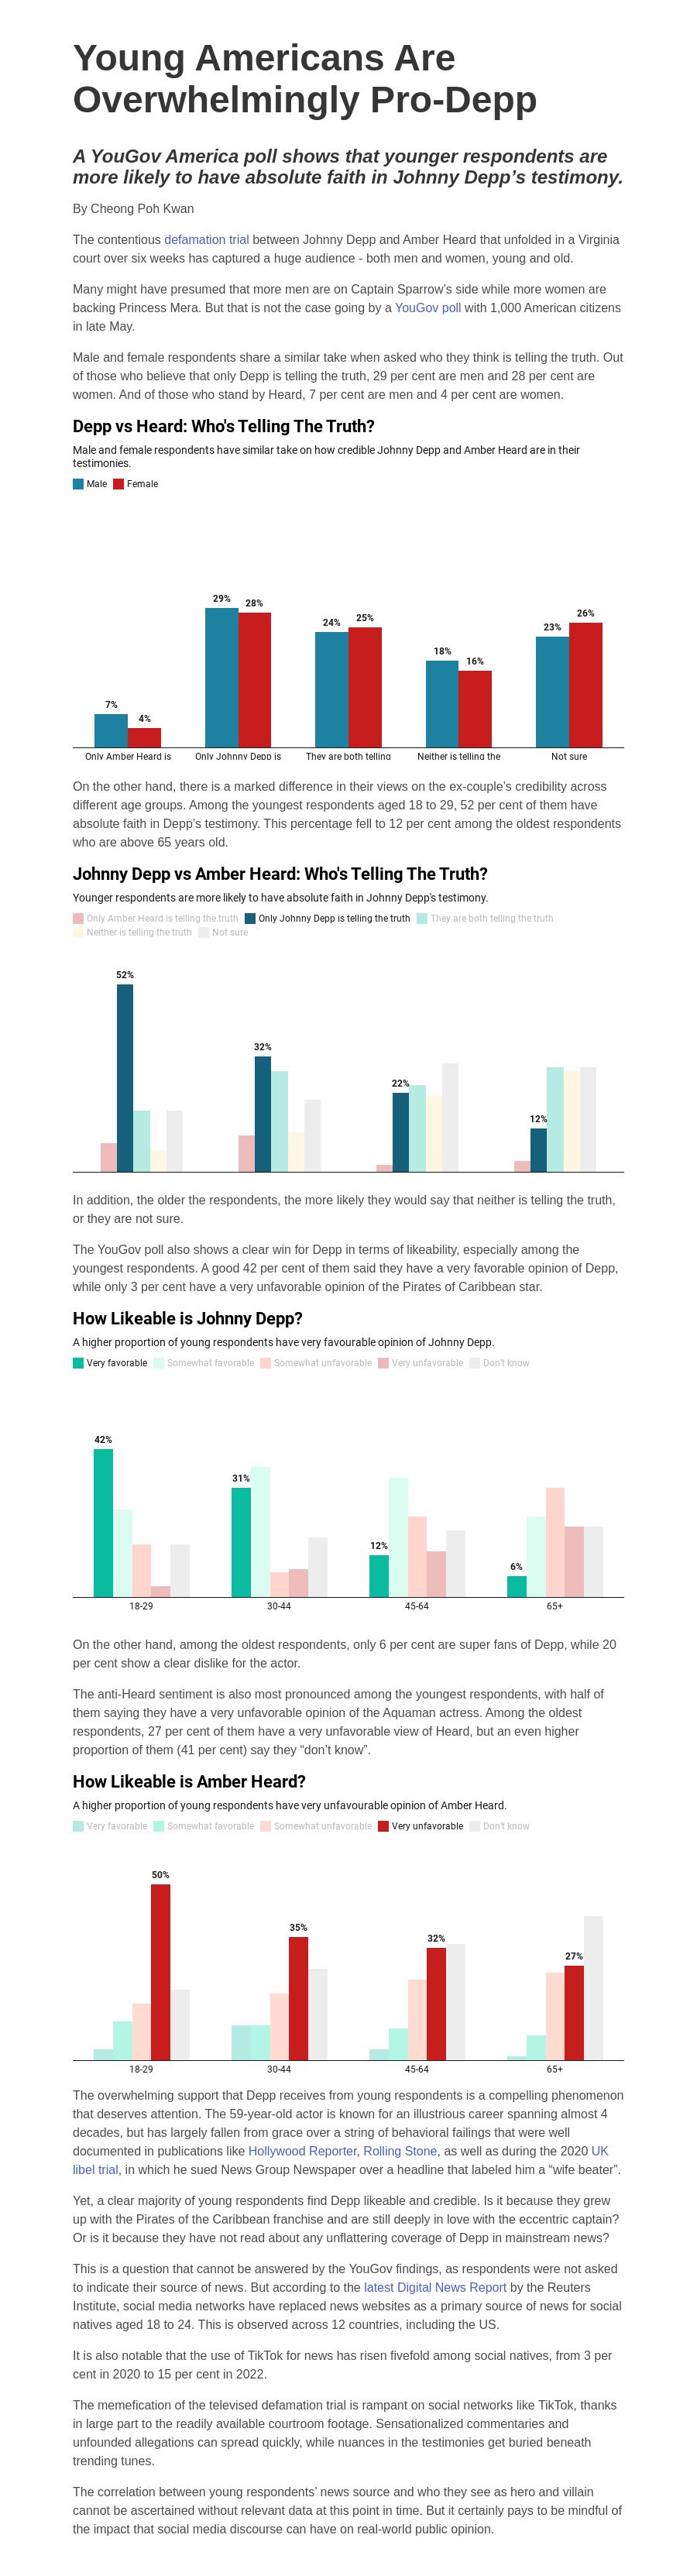 Young Americans Are
Overwhelmingly Pro-Depp
A YouGov America poll shows that younger respondents are
more likely to have absolute faith in Johnny Depp’s testimony.
By Cheong Poh Kwan
The contentious defamation trial between Johnny Depp and Amber Heard that unfolded in a Virginia
court over six weeks has captured a huge audience - both men and women, young and old.
Many might have presumed that more men are on Captain Sparrow’s side while more women are
backing Princess Mera. But that is not the case going by a YouGov poll with 1,000 American citizens
in late May.
Male and female respondents share a similar take when asked who they think is telling the truth. Out
of those who believe that only Depp is telling the truth, 29 per cent are men and 28 per cent are
women. And of those who stand by Heard, 7 per cent are men and 4 per cent are women.
Depp vs Heard: Who's Telling The Truth?
Male and female respondents have similar take on how credible Johnny Depp and Amber Heard are in their
testimonies.
Male Female
29% 28% 24% 25% 23% 26%
18% 16%
7% 4%
Only Amber Heard is Only Johnny Depp is They are both telling Neither is telling the Not sure
On the other hand, there is a marked difference in their views on the ex-couple’s credibility across
different age groups. Among the youngest respondents aged 18 to 29, 52 per cent of them have
absolute faith in Depp’s testimony. This percentage fell to 12 per cent among the oldest respondents
who are above 65 years old.
Johnny Depp vs Amber Heard: Who's Telling The Truth?
Younger respondents are more likely to have absolute faith in Johnny Depp's testimony.
Only Amber Heard is telling the truth Only Johnny Depp is telling the truth They are both telling the truth
Neither is telling the truth Not sure
52%
32%
22%
12%
In addition, the older the respondents, the more likely they would say that neither is telling the truth,
or they are not sure.
The YouGov poll also shows a clear win for Depp in terms of likeability, especially among the
youngest respondents. A good 42 per cent of them said they have a very favorable opinion of Depp,
while only 3 per cent have a very unfavorable opinion of the Pirates of Caribbean star.
How Likeable is Johnny Depp?
A higher proportion of young respondents have very favourable opinion of Johnny Depp.
Very favorable Somewhat favorable Somewhat unfavorable Very unfavorable Don't know
42%
31%
12%
6%
18-29 30-44 45-64 65+
On the other hand, among the oldest respondents, only 6 per cent are super fans of Depp, while 20
per cent show a clear dislike for the actor.
The anti-Heard sentiment is also most pronounced among the youngest respondents, with half of
them saying they have a very unfavorable opinion of the Aquaman actress. Among the oldest
respondents, 27 per cent of them have a very unfavorable view of Heard, but an even higher
proportion of them (41 per cent) say they “don’t know”.
How Likeable is Amber Heard?
A higher proportion of young respondents have very unfavourable opinion of Amber Heard.
Very favorable Somewhat favorable Somewhat unfavorable Very unfavorable Don't know
50%
35%
32%
27%
18-29 30-44 45-64 65+
The overwhelming support that Depp receives from young respondents is a compelling phenomenon
that deserves attention. The 59-year-old actor is known for an illustrious career spanning almost 4
decades, but has largely fallen from grace over a string of behavioral failings that were well
documented in publications like Hollywood Reporter, Rolling Stone, as well as during the 2020 UK
libel trial, in which he sued News Group Newspaper over a headline that labeled him a “wife beater”.
Yet, a clear majority of young respondents find Depp likeable and credible. Is it because they grew
up with the Pirates of the Caribbean franchise and are still deeply in love with the eccentric captain?
Or is it because they have not read about any unflattering coverage of Depp in mainstream news?
This is a question that cannot be answered by the YouGov findings, as respondents were not asked
to indicate their source of news. But according to the latest Digital News Report by the Reuters
Institute, social media networks have replaced news websites as a primary source of news for social
natives aged 18 to 24. This is observed across 12 countries, including the US.
It is also notable that the use of TikTok for news has risen fivefold among social natives, from 3 per
cent in 2020 to 15 per cent in 2022.
The memefication of the televised defamation trial is rampant on social networks like TikTok, thanks
in large part to the readily available courtroom footage. Sensationalized commentaries and
unfounded allegations can spread quickly, while nuances in the testimonies get buried beneath
trending tunes.
The correlation between young respondents’ news source and who they see as hero and villain
cannot be ascertained without relevant data at this point in time. But it certainly pays to be mindful of
the impact that social media discourse can have on real-world public opinion.